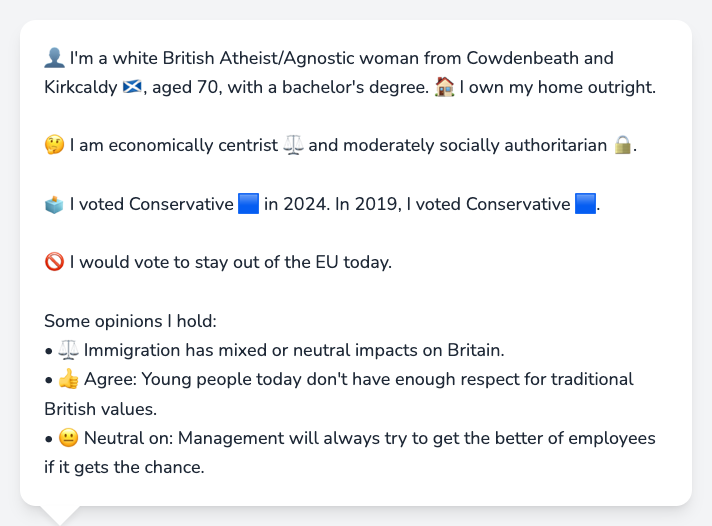 👤 I'm a white British Atheist/Agnostic woman from Cowdenbeath and
Kirkcaldy 🏴󠁧󠁢󠁳󠁣󠁴󠁿, aged 70, with a bachelor's degree. 🏠 I own my home outright.
🤔 I am economically centrist ⚖️ and moderately socially authoritarian 🔒.
🗳️ I voted Conservative 🟦 in 2024. In 2019, I voted Conservative 🟦.
🚫 I would vote to stay out of the EU today.
Some opinions I hold:
• ⚖️ Immigration has mixed or neutral impacts on Britain.
• 👍 Agree: Young people today don't have enough respect for traditional
British values.
• 😐 Neutral on: Management will always try to get the better of employees
if it gets the chance.